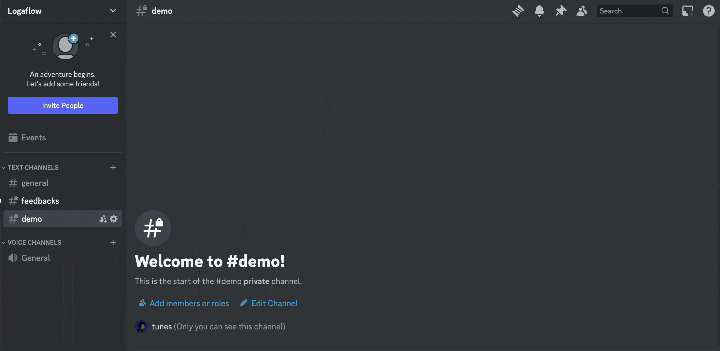 Logaflow
An adventure begins.
Let's add some friends!
Invite People
Events
TEXT CHANNELS
general
feedbacks
demo
VOICE CHANNELS
General
demo
Search
Welcome to #demo!
This is the start of the #demo private channel.
Add members or roles
Edit Channel
tunes (Only you can see this channel)